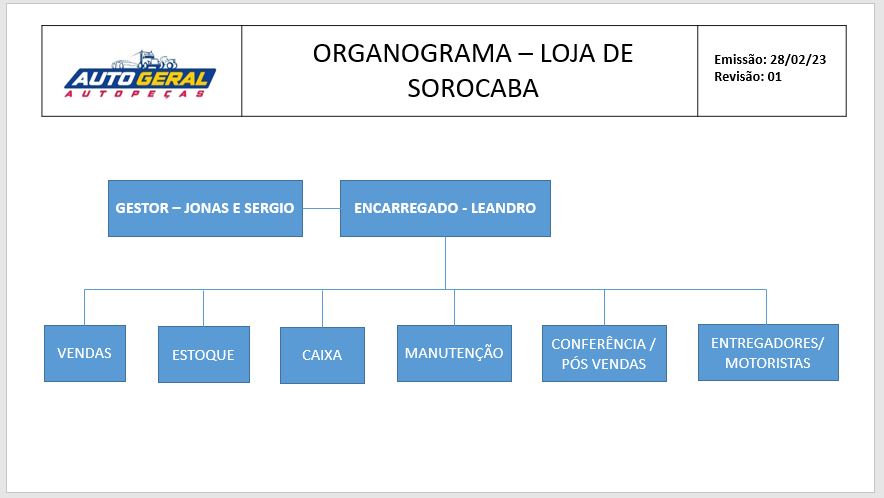 AUTO GERAL
AUTOPEÇAS
ORGANOGRAMA – LOJA DE
SOROCABA
Emissão: 28/02/23
Revisão: 01
GESTOR – JONAS E SERGIO
ENCARREGADO - LEANDRO
VENDAS
ESTOQUE
CAIXA
MANUTENÇÃO
CONFERÊNCIA /
PÓS VENDAS
ENTREGADORES/
MOTORISTAS